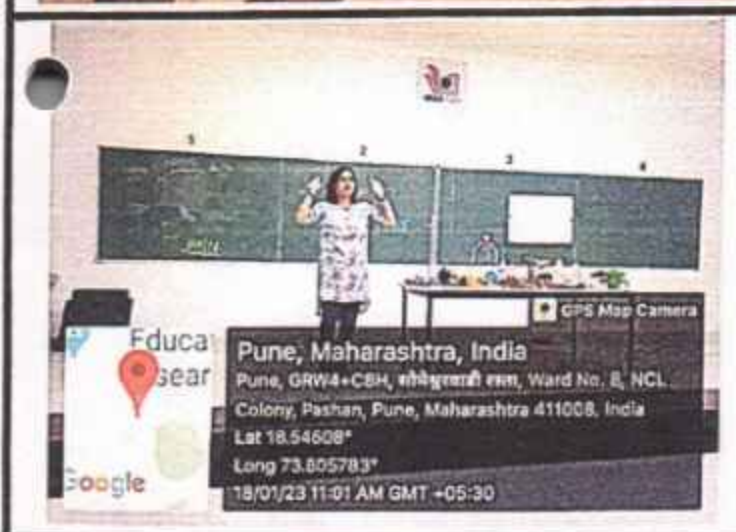 1
2
3
4
GPS Map Camera
Educa
sear
Google
Pune, Maharashtra, India
Pune, GRW4+CBH, सोमेश्वरवाडी रस्ता, Ward No. 8, NCL
Colony, Pashan, Pune, Maharashtra 411008, India
Lat 18.54608°
Long 73.805783°
18/01/23 11:01 AM GMT +05:30